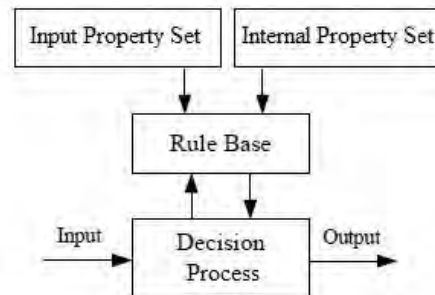 Input Property Set
Internal Property Set
Rule Base
Input
Decision
Process
Output